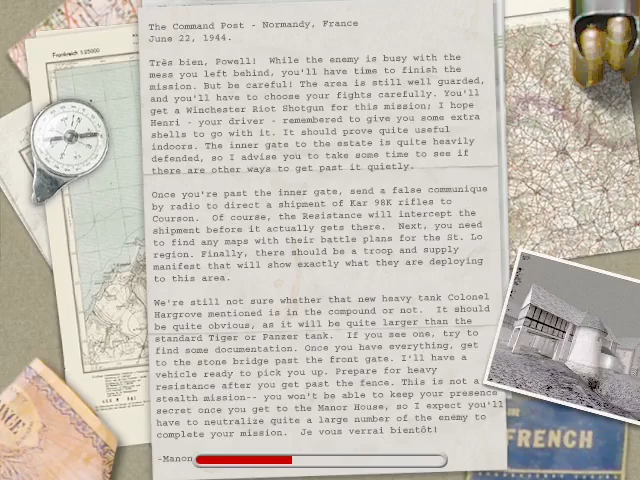 The Command Post - Normandy, France
June 22, 1944.
Très bien, Powell!  While the enemy is busy with the
mess you left behind, you'll have time to finish the
mission. But be careful! The area is still well guarded,
and you'll have to choose your fights carefully. You'll
get a Winchester Riot Shotgun for this mission; I hope
Henri - your driver - remembered to give you some extra
shells to go with it. It should prove quite useful
indoors. The inner gate to the estate is quite heavily
defended, so I advise you to take some time to see if
there are other ways to get past it quietly.
Once you're past the inner gate, send a false communique
by radio to direct a shipment of Kar 98K rifles to
Courson.  Of course, the Resistance will intercept the
shipment before it actually gets there.  Next, you need
to find any maps with their battle plans for the St. Lo
region. Finally, there should be a troop and supply
manifest that will show exactly what they are deploying
to this area.
We're still not sure whether that new heavy tank Colonel
Hargrove mentioned is in the compound or not.  It should
be quite obvious, as it will be quite larger than the
standard Tiger or Panzer tank.  If you see one, try to
find some documentation. Once you have everything, get
to the stone bridge past the front gate. I'll have a
vehicle ready to pick you up. Prepare for heavy
resistance after you get past the fence. This is not a
stealth mission-- you won't be able to keep your presence
secret once you get to the Manor House, so I expect you'll
have to neutralize quite a large number of the enemy to
complete your mission.  Je vous verrai bientôt!
-Manon
Frankreich 1:25000
FRENCH